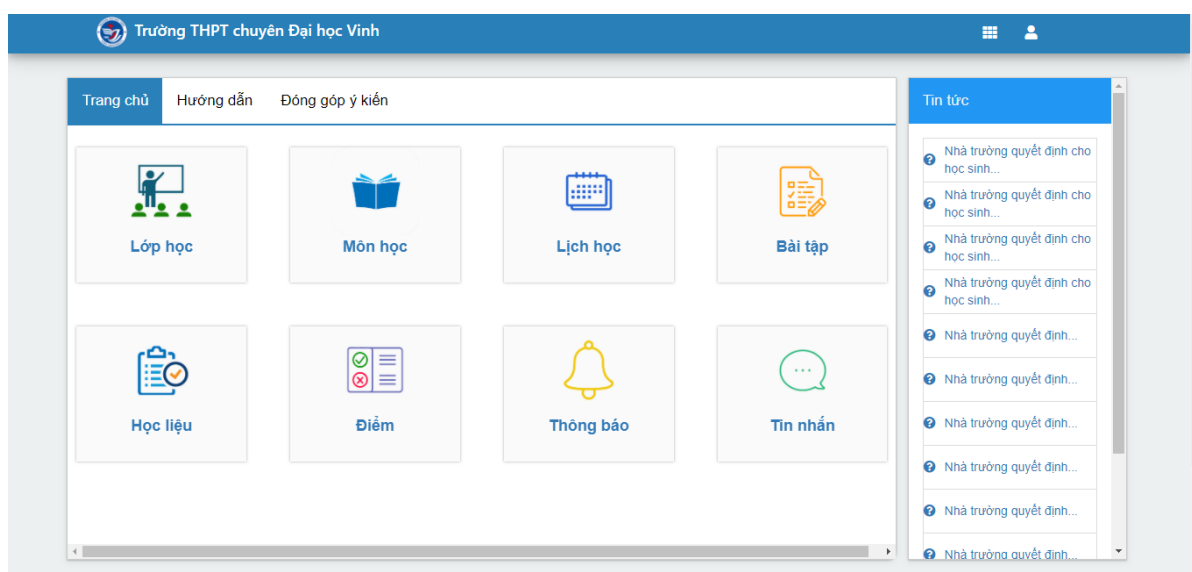 Trường THPT chuyên Đại học Vinh
Trang chủ Hướng dẫn Đóng góp ý kiến
Lớp học Môn học Lịch học Bài tập
Học liệu Điểm Thông báo Tin nhắn
Tin tức
Nhà trường quyết định cho
học sinh...
Nhà trường quyết định cho
học sinh...
Nhà trường quyết định cho
học sinh...
Nhà trường quyết định cho
học sinh...
Nhà trường quyết định...
Nhà trường quyết định...
Nhà trường quyết định...
Nhà trường quyết định...
Nhà trường quyết định...
Nhà trường quyết định...